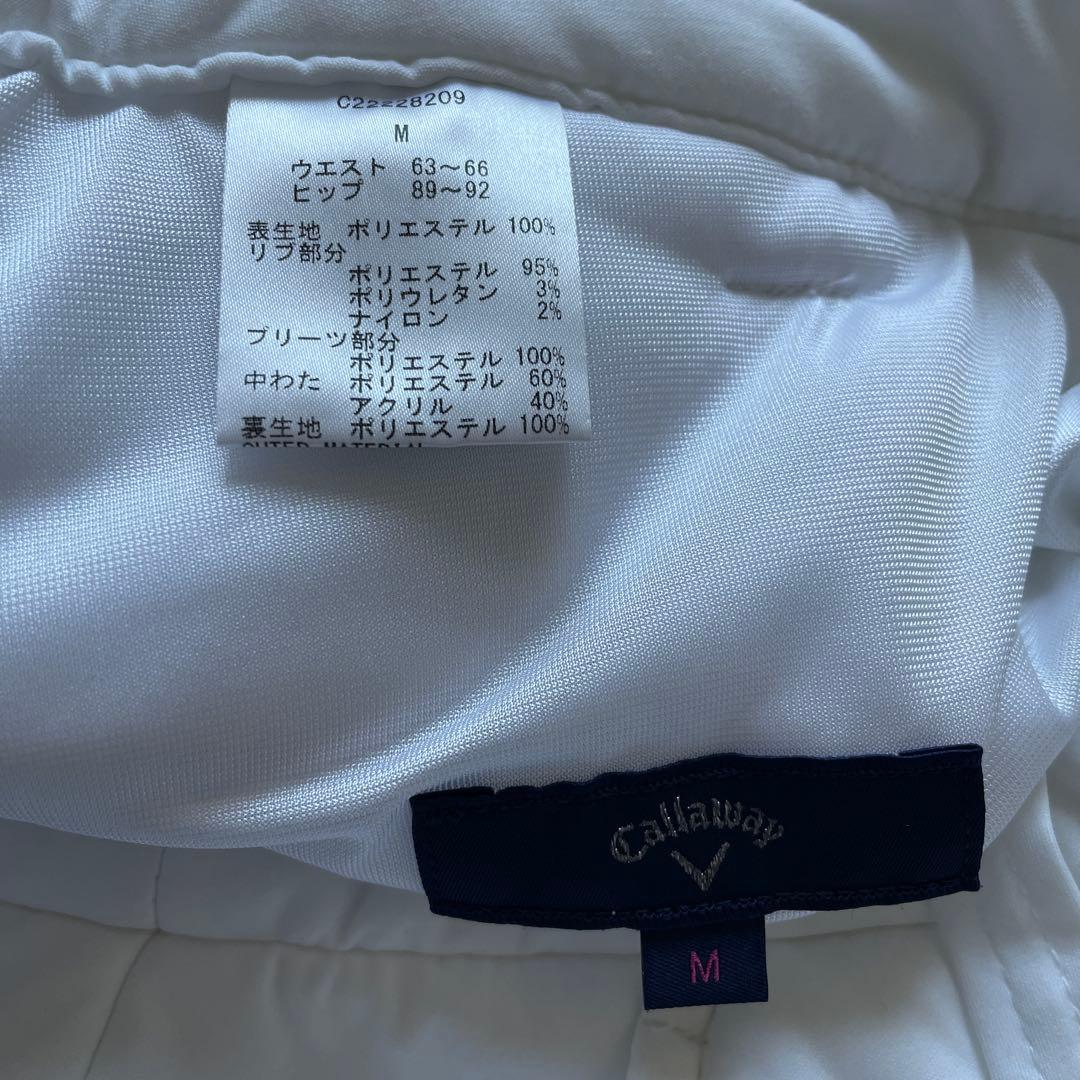 C22228209
M
ウエスト 63～66
ヒップ 89～92
表生地 ポリエステル 100%
リブ部分
ポリエステル 95%
ポリウレタン 3%
ナイロン 2%
プリーツ部分
ポリエステル 100%
中わた ポリエステル 60%
アクリル 40%
裏生地 ポリエステル 100%
OUTER MATERIAL
Callaway
M